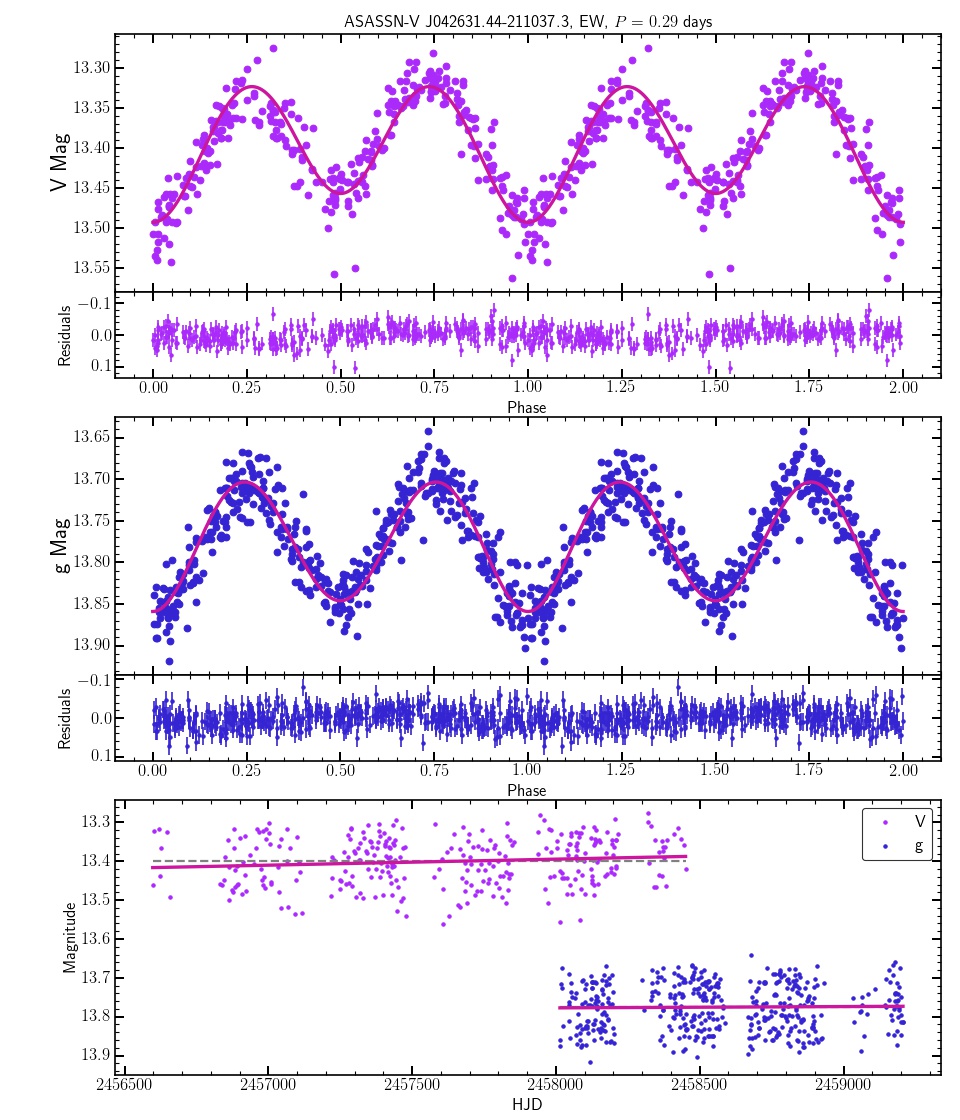 ASASSN-V J042631.44-211037.3, EW, P = 0.29 days
13.30
13.35
13.40
13.45
13.50
13.55
V Mag
−0.1
0.0
0.1
Residuals
0.00 0.25 0.50 0.75 1.00 1.25 1.50 1.75 2.00
Phase
13.65
13.70
13.75
13.80
13.85
13.90
g Mag
−0.1
0.0
0.1
Residuals
0.00 0.25 0.50 0.75 1.00 1.25 1.50 1.75 2.00
Phase
V
g
13.3
13.4
13.5
13.6
13.7
13.8
13.9
Magnitude
2456500 2457000 2457500 2458000 2458500 2459000
HJD